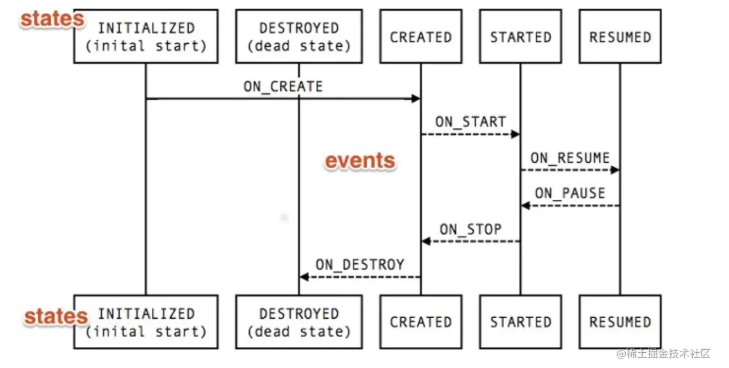 states
INITIALIZED
(inital start)
DESTROYED
(dead state)
CREATED
STARTED
RESUMED
ON_CREATE
ON_START
events
ON_RESUME
ON_PAUSE
ON_STOP
ON_DESTROY
states
INITIALIZED
(inital start)
DESTROYED
(dead state)
CREATED
STARTED
RESUMED
@稀土掘金技术社区